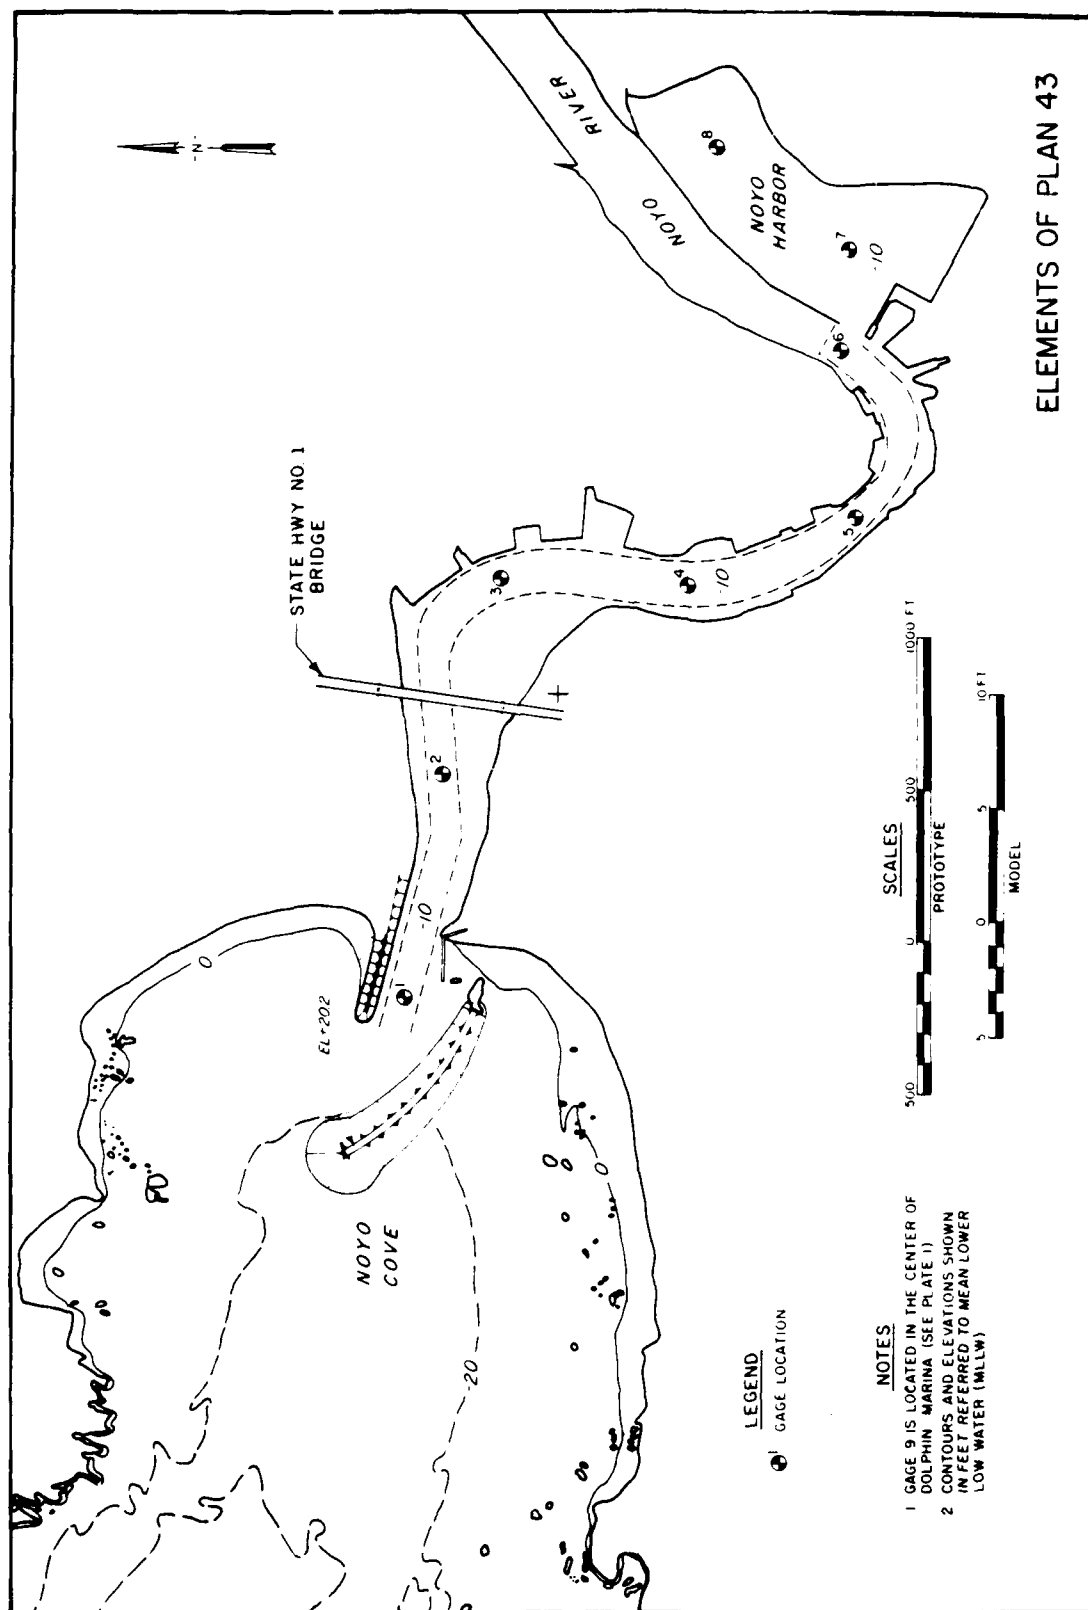 ELEMENTS OF PLAN 43
N
NOYO
RIVER
NOYO
HARBOR
8
7
-10
6
5
4
-10
3
STATE HWY NO. 1
BRIDGE
2
-10
1
EL+202
0
NOYO
COVE
-20
0
SCALES
500 0 500 1000 FT
PROTOTYPE
5 0 5 10 FT
MODEL
LEGEND
1 GAGE LOCATION
NOTES
1 GAGE 9 IS LOCATED IN THE CENTER OF
DOLPHIN MARINA (SEE PLATE 1)
2 CONTOURS AND ELEVATIONS SHOWN
IN FEET REFERRED TO MEAN LOWER
LOW WATER (MLLW)